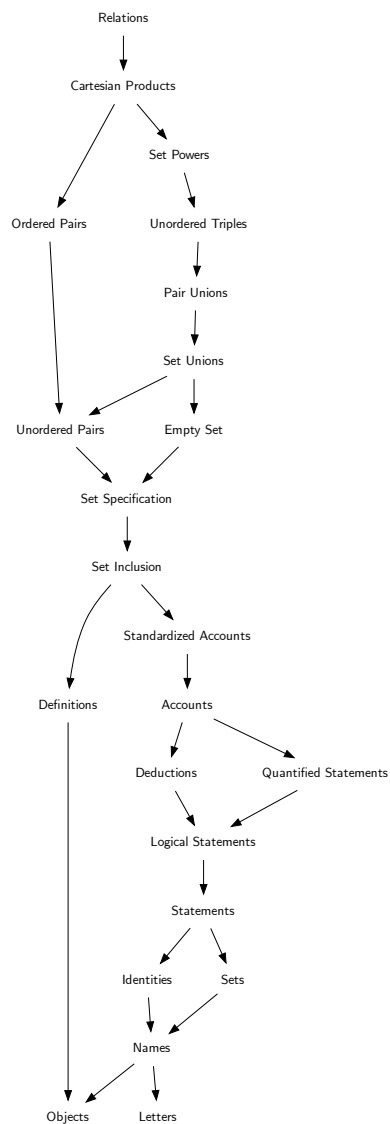 Relations
Cartesian Products
Set Powers
Ordered Pairs
Unordered Triples
Pair Unions
Set Unions
Unordered Pairs
Empty Set
Set Specification
Set Inclusion
Standardized Accounts
Definitions
Accounts
Deductions
Quantified Statements
Logical Statements
Statements
Identities
Sets
Names
Objects
Letters